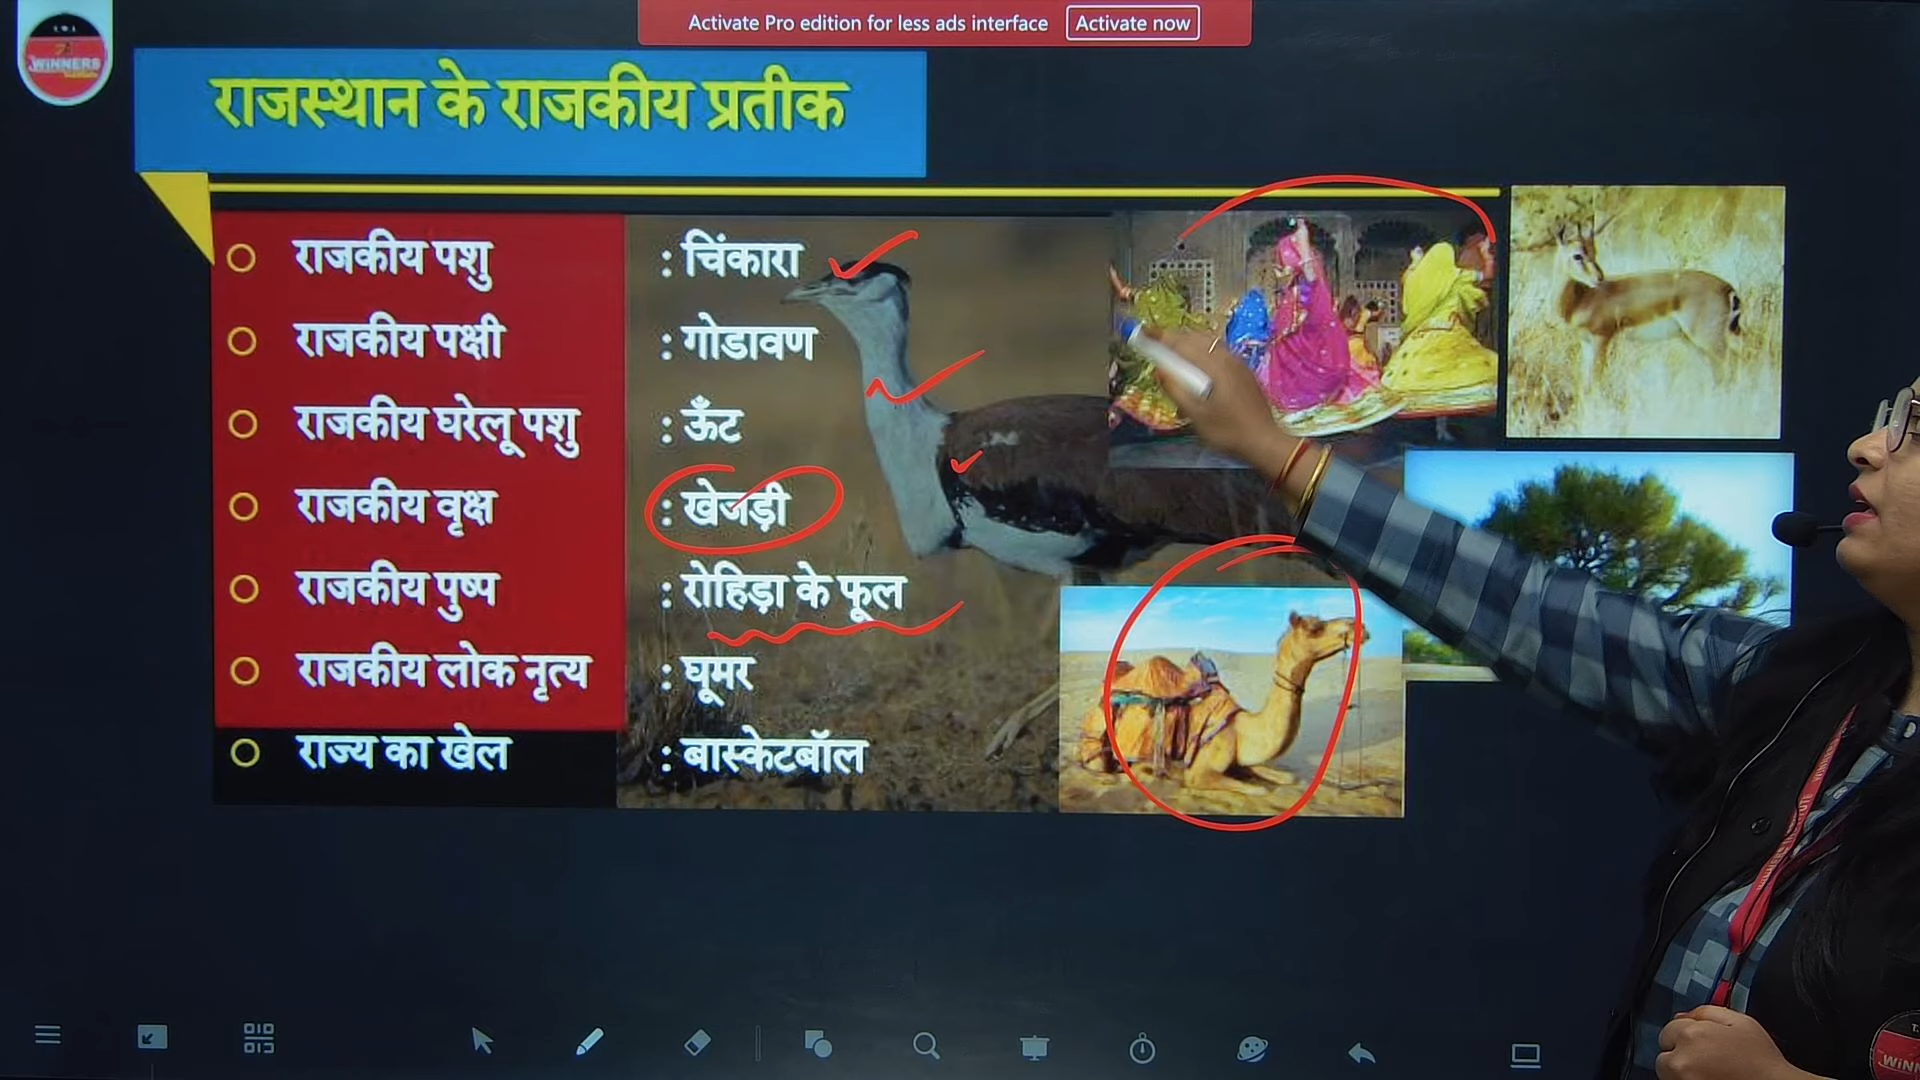 Activate Pro edition for less ads interface Activate now
WINNERS
राजस्थान के राजकीय प्रतीक
राजकीय पशु : चिंकारा
राजकीय पक्षी : गोडावण
राजकीय घरेलू पशु : ऊँट
राजकीय वृक्ष : खेजड़ी
राजकीय पुष्प : रोहिड़ा के फूल
राजकीय लोक नृत्य : घूमर
राज्य का खेल : बास्केटबॉल